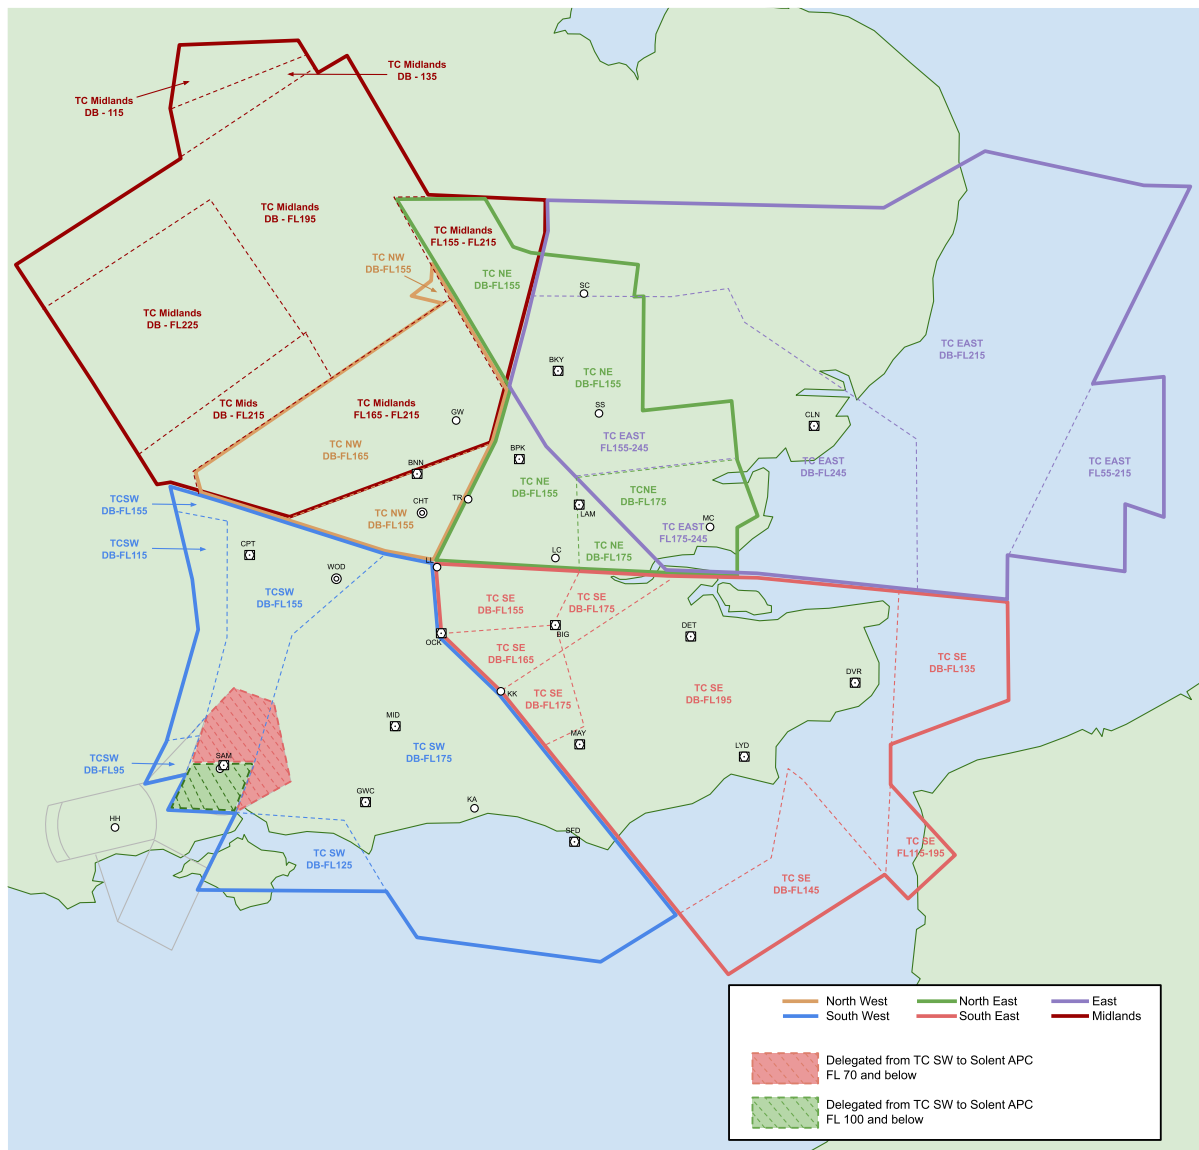 TC Midlands
DB - 135
TC Midlands
DB - 115
TC Midlands
DB - FL195
TC Midlands
FL155 - FL215
TC NW
DB-FL155
TC NE
DB-FL155
SC
TC Midlands
DB - FL225
TC EAST
DB-FL215
BKY
TC NE
DB-FL155
TC Mids
DB - FL215
TC Midlands
FL165 - FL215
GW
SS
CLN
TC NW
DB-FL165
TC EAST
FL155-245
BNN
BPK
TC EAST
DB-FL245
TC EAST
FL55-215
TCSW
DB-FL155
CHT
TR
TC NE
DB-FL155
LAM
TCNE
DB-FL175
TC NW
DB-FL155
MC
TC EAST
FL175-245
TCSW
DB-FL115
CPT
LC
TC NE
DB-FL175
LL
WOD
TCSW
DB-FL155
TC SE
DB-FL155
TC SE
DB-FL175
OCK
BIG
DET
TC SE
DB-FL165
TC SE
DB-FL135
DVR
KK
TC SE
DB-FL175
TC SE
DB-FL195
MID
MAY
LYD
TC SW
DB-FL175
TCSW
DB-FL95
SAM
GWC
KA
HH
SFD
TC SW
DB-FL125
TC SE
FL115-195
TC SE
DB-FL145
North West
North East
East
South West
South East
Midlands
Delegated from TC SW to Solent APC
FL 70 and below
Delegated from TC SW to Solent APC
FL 100 and below